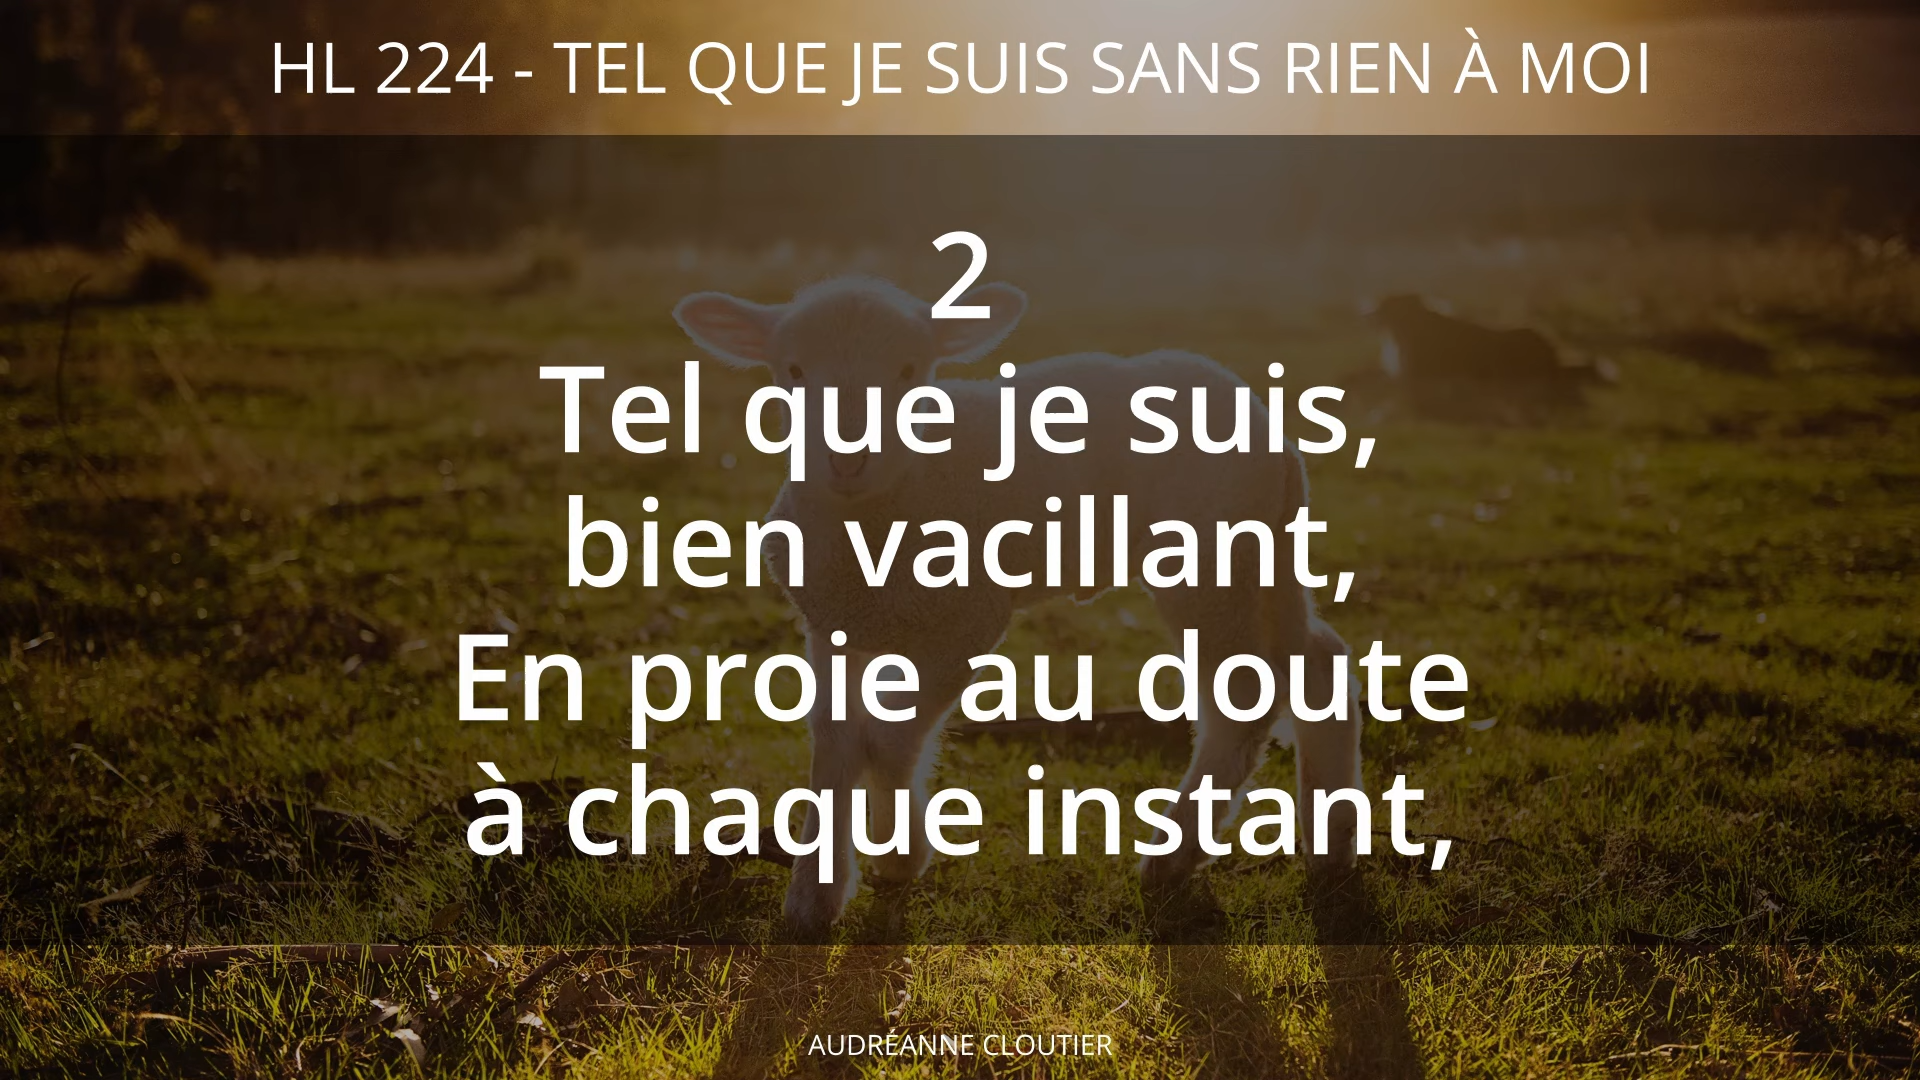 HL 224 - TEL QUE JE SUIS SANS RIEN À MOI
2
Tel que je suis,
bien vacillant,
En proie au doute
à chaque instant,
AUDRÉANNE CLOUTIER